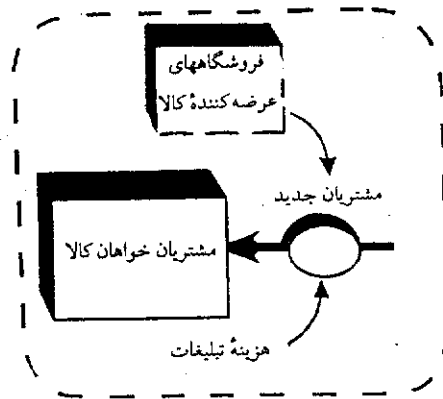 فروشگاههای
عرضه‌کنندهٔ کالا
مشتریان جدید
مشتریان خواهان کالا
هزینهٔ تبلیغات